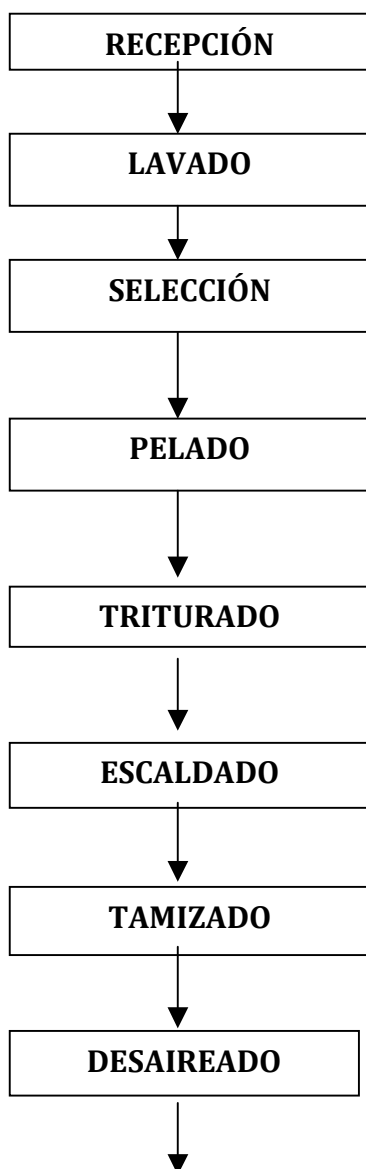 RECEPCIÓN
LAVADO
SELECCIÓN
PELADO
TRITURADO
ESCALDADO
TAMIZADO
DESAIREADO